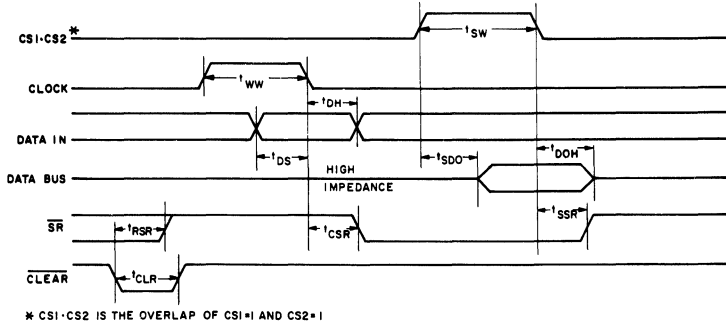 CS1·CS2 *
tSW
CLOCK
tWW
tDH
DATA IN
tDS
tSDO
tDOH
DATA BUS
HIGH IMPEDANCE
SR
tRSR
tCSR
tSSR
CLEAR
tCLR
* CS1·CS2 IS THE OVERLAP OF CS1=1 AND CS2=1